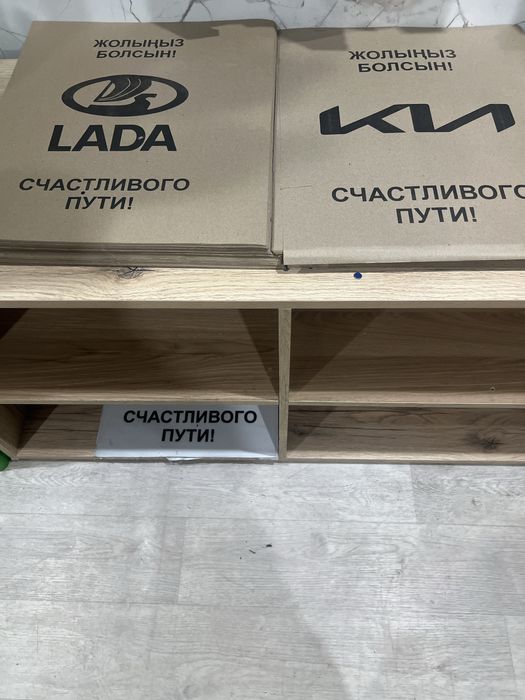 ЖОЛЫҢЫЗ
БОЛСЫН!
LADA
СЧАСТЛИВОГО
ПУТИ!
ЖОЛЫҢЫЗ
БОЛСЫН!
KIA
СЧАСТЛИВОГО
ПУТИ!
СЧАСТЛИВОГО
ПУТИ!